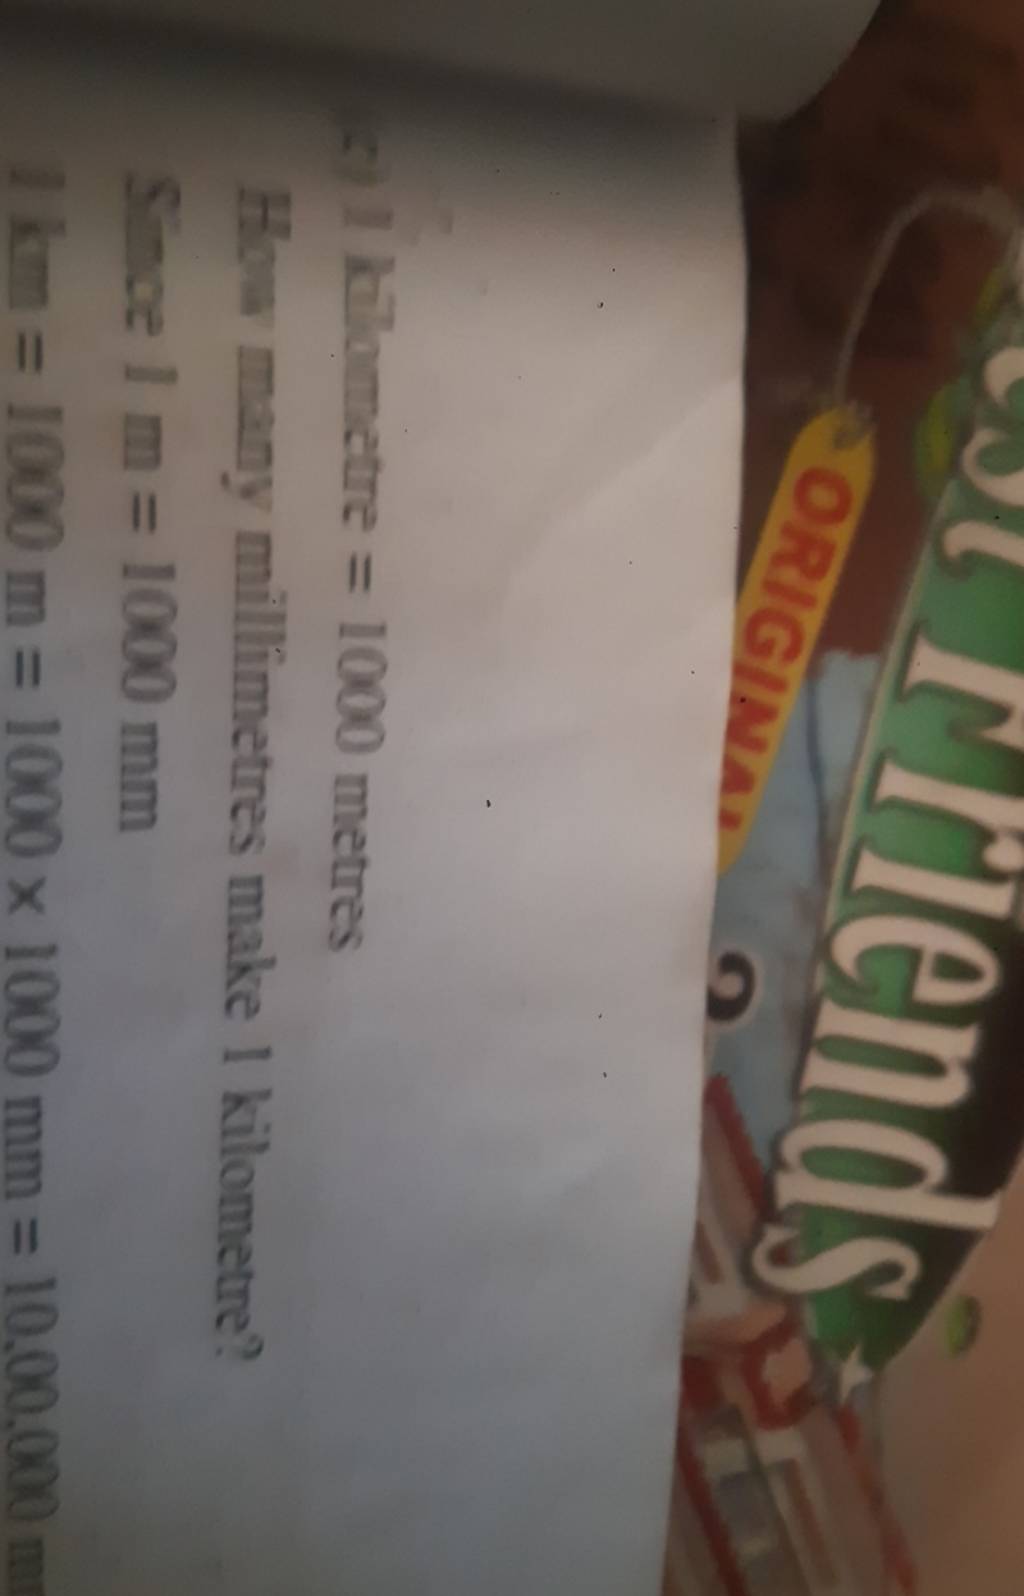 est Friends
ORIGINAL
?
1 kilometre = 1000 metres
How many millimetres make 1 kilometre?
Since 1 m = 1000 mm
1 km = 1000 m = 1000 × 1000 mm = 10,00,000 m